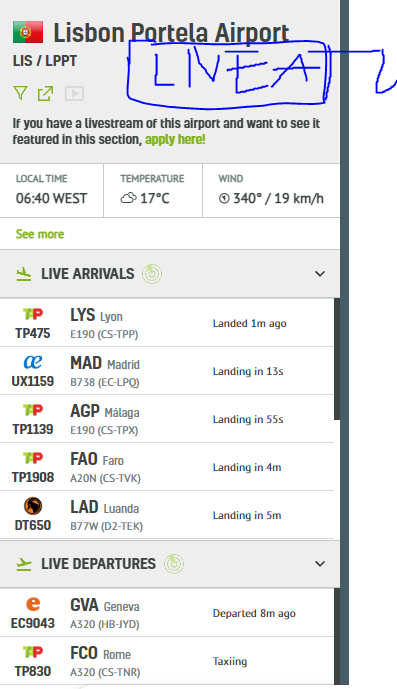 Lisbon Portela Airport
LIS / LPPT
LIVEA
If you have a livestream of this airport and want to see it
featured in this section, apply here!
LOCAL TIME TEMPERATURE WIND
06:40 WEST 17°C 340° / 19 km/h
See more
LIVE ARRIVALS
TAP LYS Lyon
TP475 E190 (CS-TPP) Landed 1m ago
æ MAD Madrid
UX1159 B738 (EC-LPQ) Landing in 13s
TAP AGP Málaga
TP1139 E190 (CS-TPX) Landing in 55s
TAP FAO Faro
TP1908 A20N (CS-TVK) Landing in 4m
LAD Luanda
DT650 B77W (D2-TEK) Landing in 5m
LIVE DEPARTURES
e GVA Geneva
EC9043 A320 (HB-JYD) Departed 8m ago
TAP FCO Rome
TP830 A320 (CS-TNR) Taxiing